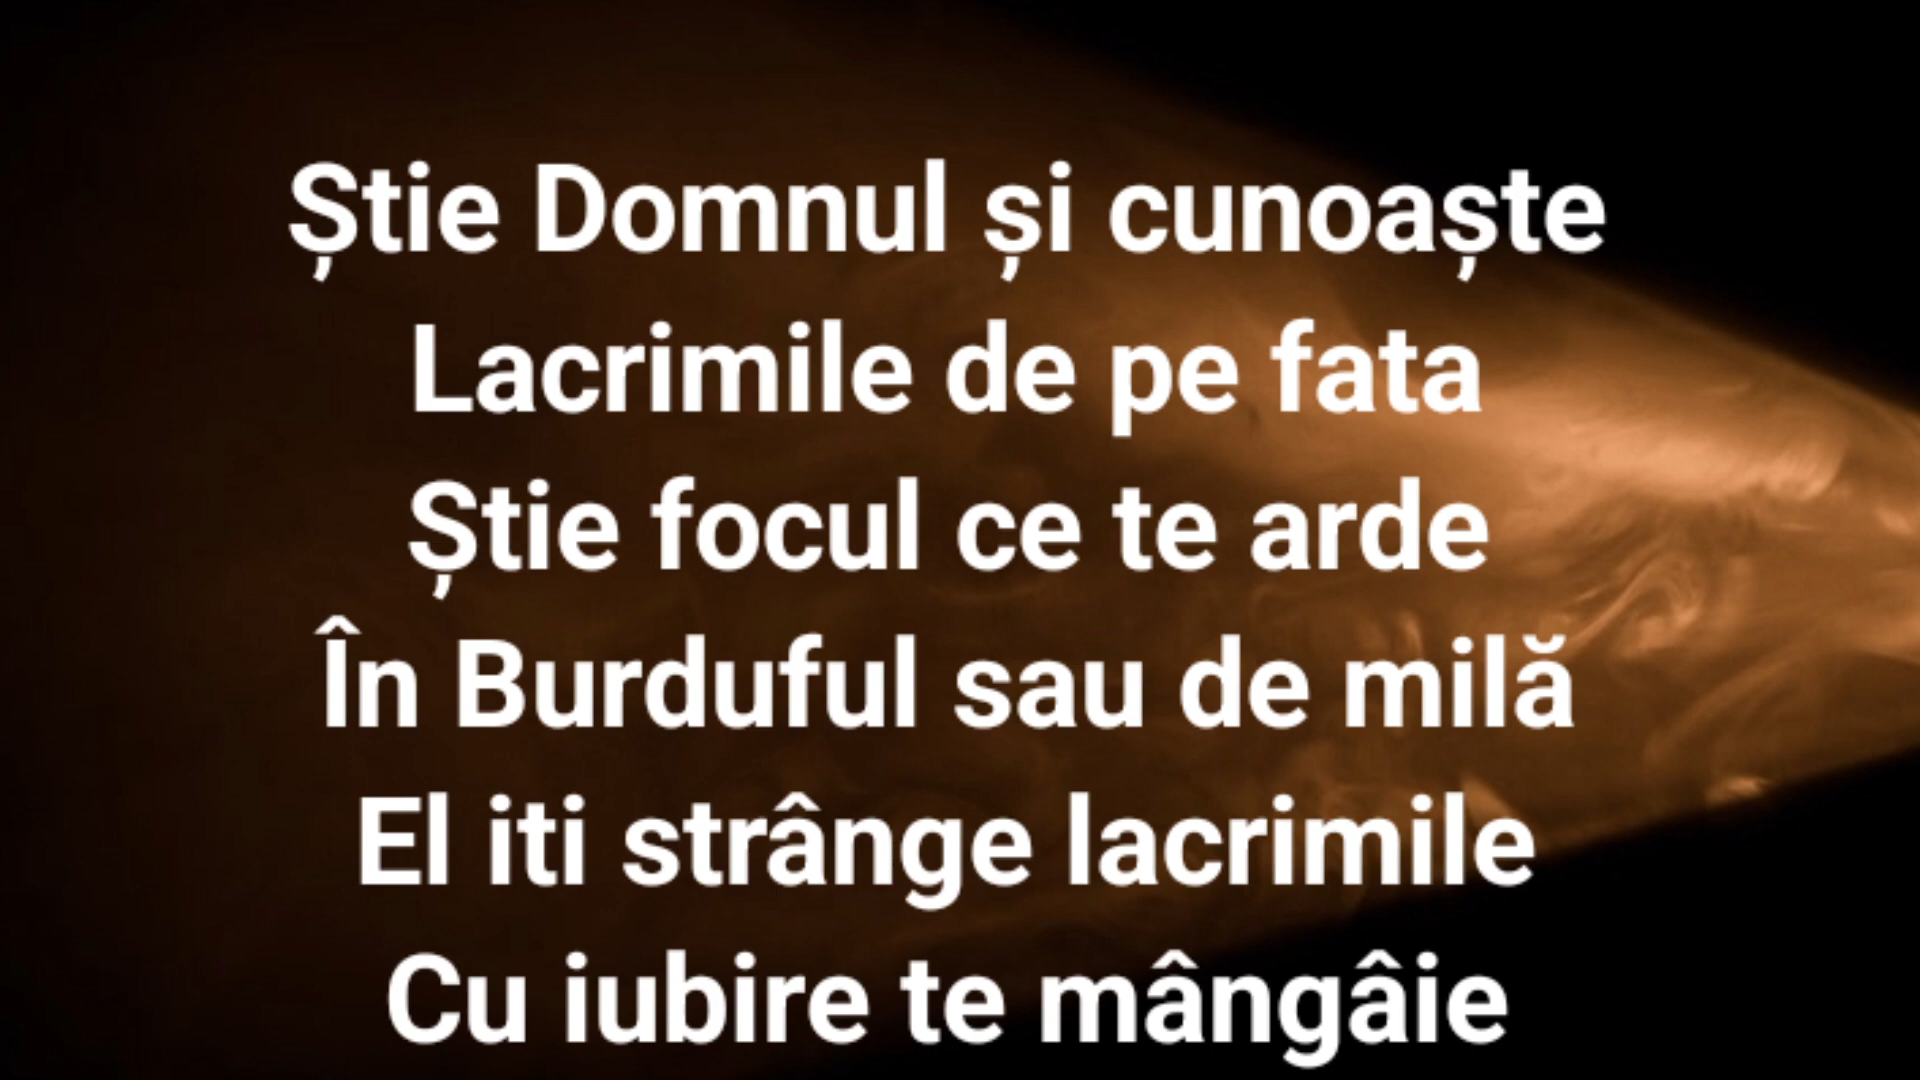 Știe Domnul și cunoaște
Lacrimile de pe fata
Știe focul ce te arde
În Burduful sau de milă
El iti strânge lacrimile
Cu iubire te mângâie